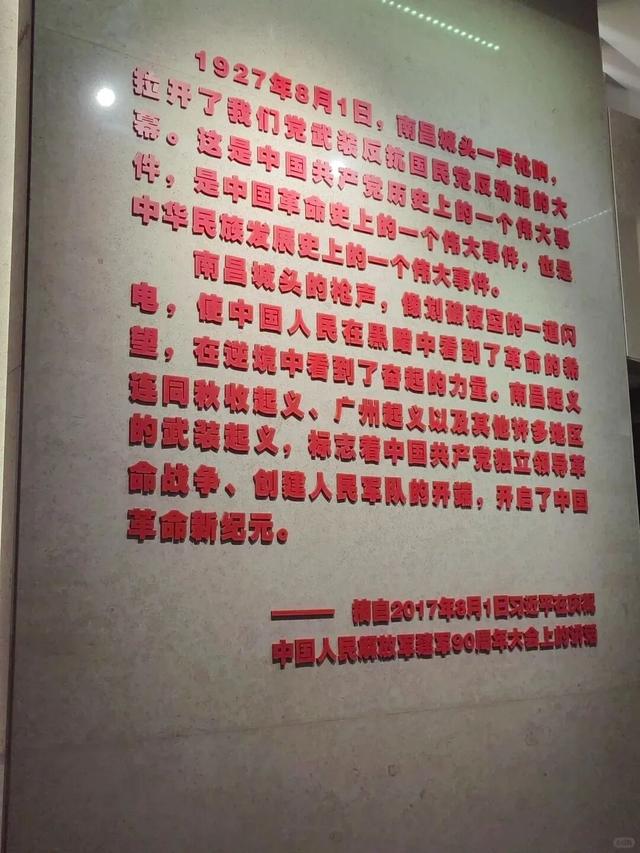 1927年8月1日，南昌城头一声枪响，
拉开了我们党武装反抗国民党反动派的大
幕。这是中国共产党历史上的一个伟大事
件，是中国革命史上的一个伟大事件，也是
中华民族发展史上的一个伟大事件。
南昌城头的枪声，像划破夜空的一道闪
电，使中国人民在黑暗中看到了革命的希
望，在逆境中看到了奋起的力量。南昌起义
连同秋收起义、广州起义以及其他许多地区
的武装起义，标志着中国共产党独立领导革
命战争、创建人民军队的开端，开启了中国
革命新纪元。
—— 摘自2017年8月1日习近平在庆祝
中国人民解放军建军90周年大会上的讲话